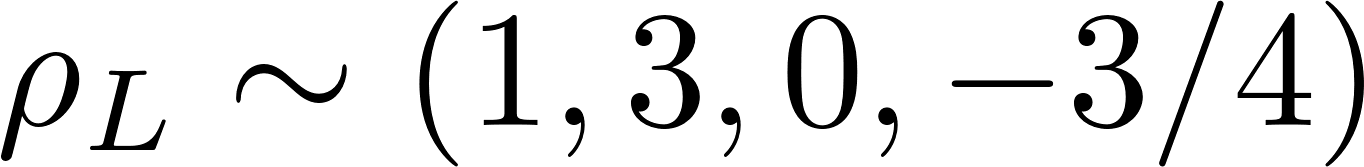 ρ_L ∼ (1, 3, 0, −3/4)